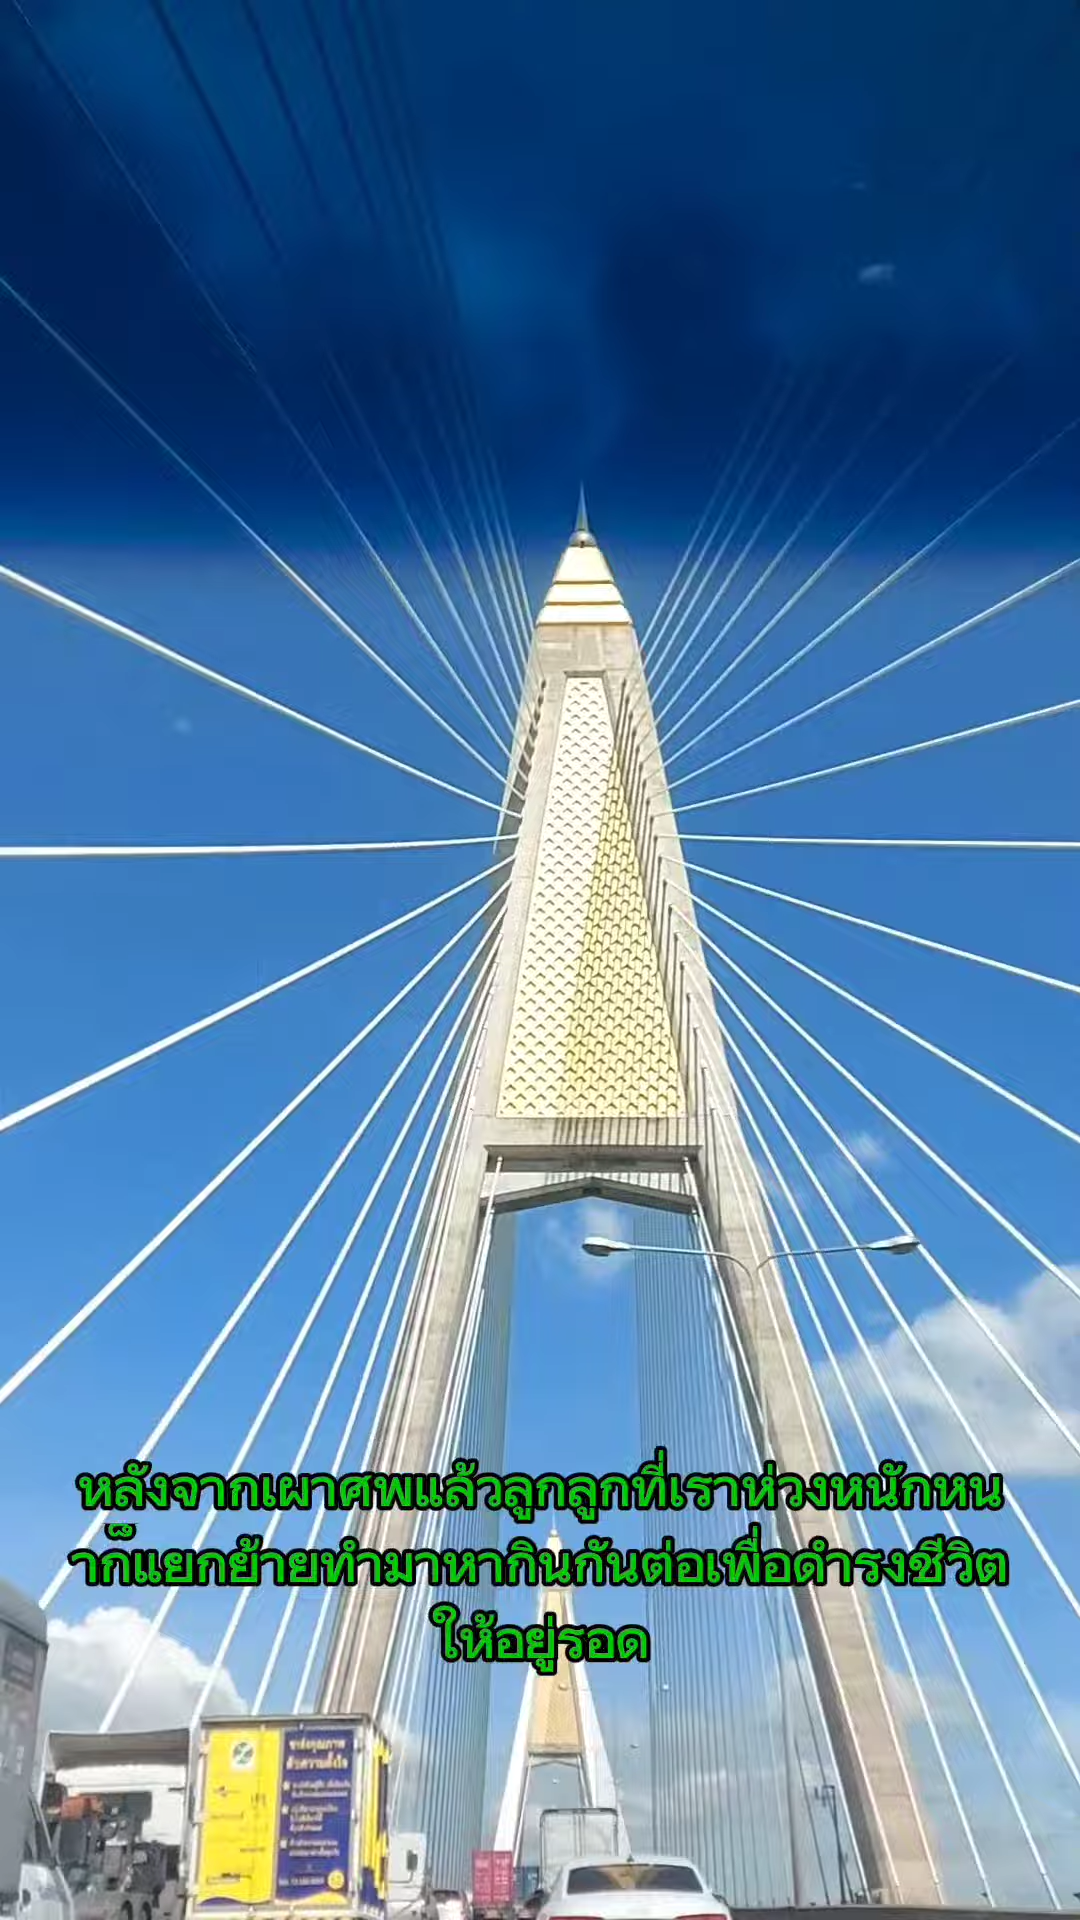 หลังจากเผาศพแล้วลูกลูกที่เราห่วงหนักหน
าก็แยกย้ายทำมาหากินกันต่อเพื่อดำรงชีวิต
ให้อยู่รอด